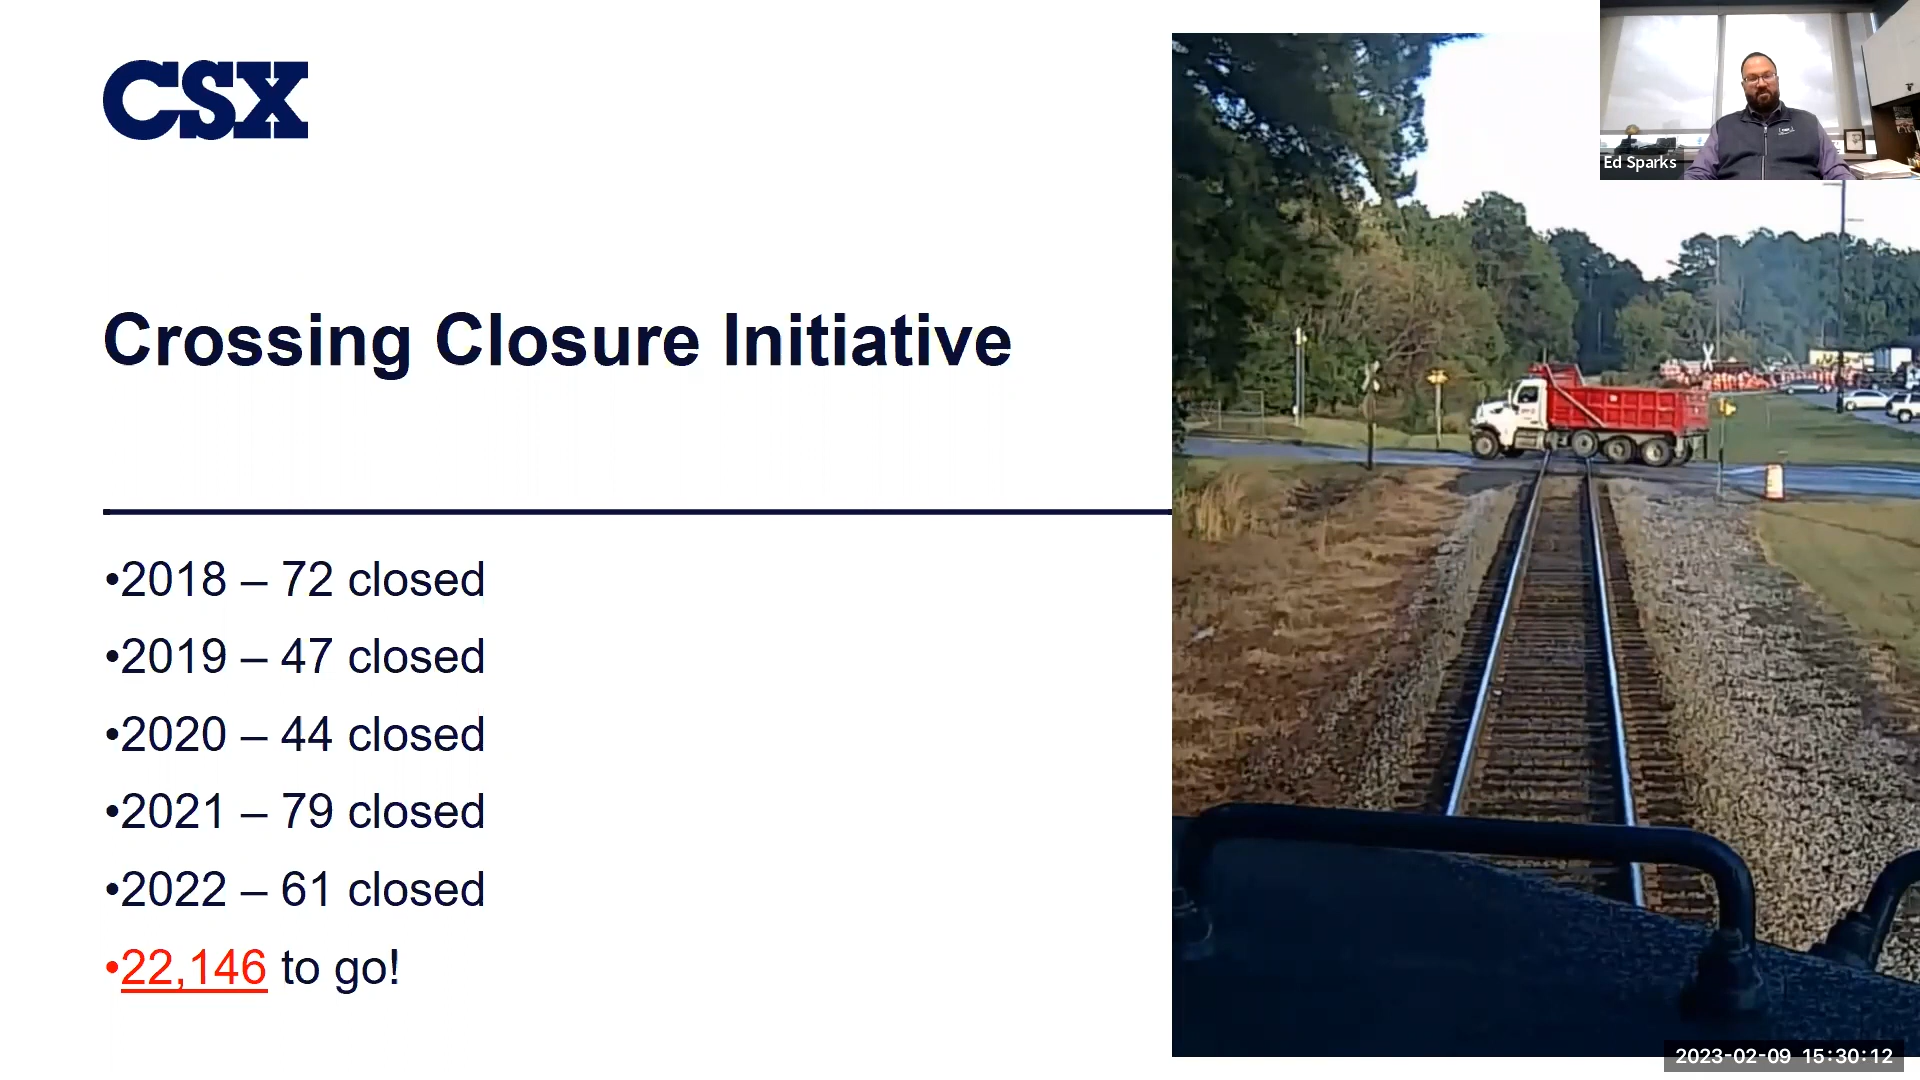 CSX
Ed Sparks
Crossing Closure Initiative
•2018 – 72 closed
•2019 – 47 closed
•2020 – 44 closed
•2021 – 79 closed
•2022 – 61 closed
•22,146 to go!
2023-02-09 15:30:12